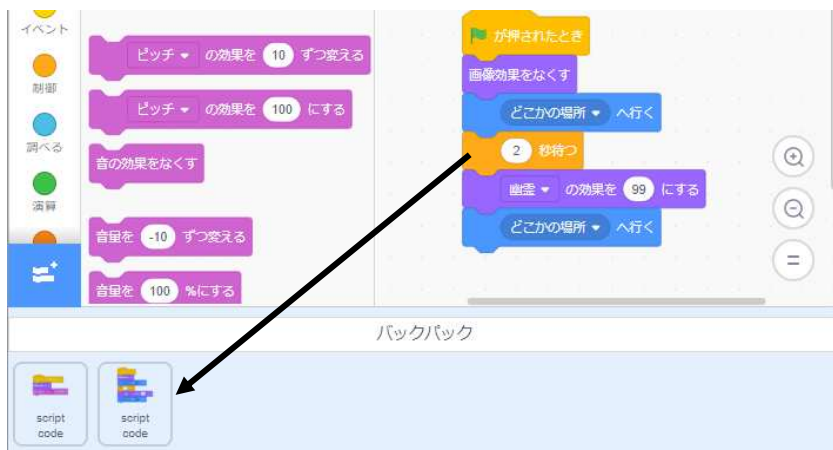 イベント
制御
調べる
演算
ピッチ の効果を 10 ずつ変える
ピッチ の効果を 100 にする
音の効果をなくす
音量を -10 ずつ変える
音量を 100 %にする
が押されたとき
画像効果をなくす
どこかの場所 へ行く
2 秒待つ
幽霊 の効果を 99 にする
どこかの場所 へ行く
バックパック
script
code
script
code